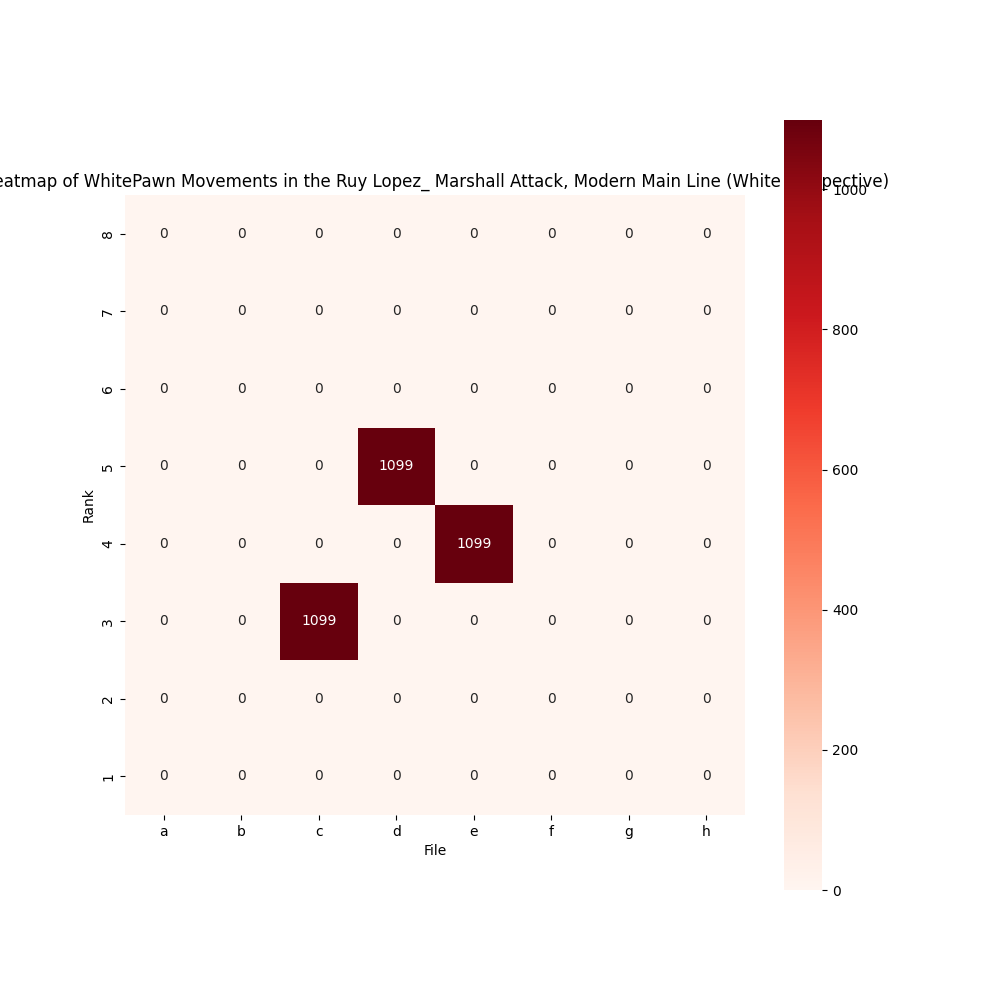 eatmap of WhitePawn Movements in the Ruy Lopez_ Marshall Attack, Modern Main Line (White pective)
8 0 0 0 0 0 0 0 0
7 0 0 0 0 0 0 0 0
6 0 0 0 0 0 0 0 0
5 0 0 0 1099 0 0 0 0
4 0 0 0 0 1099 0 0 0
3 0 0 1099 0 0 0 0 0
2 0 0 0 0 0 0 0 0
1 0 0 0 0 0 0 0 0
a b c d e f g h
File
Rank
1000
800
600
400
200
0